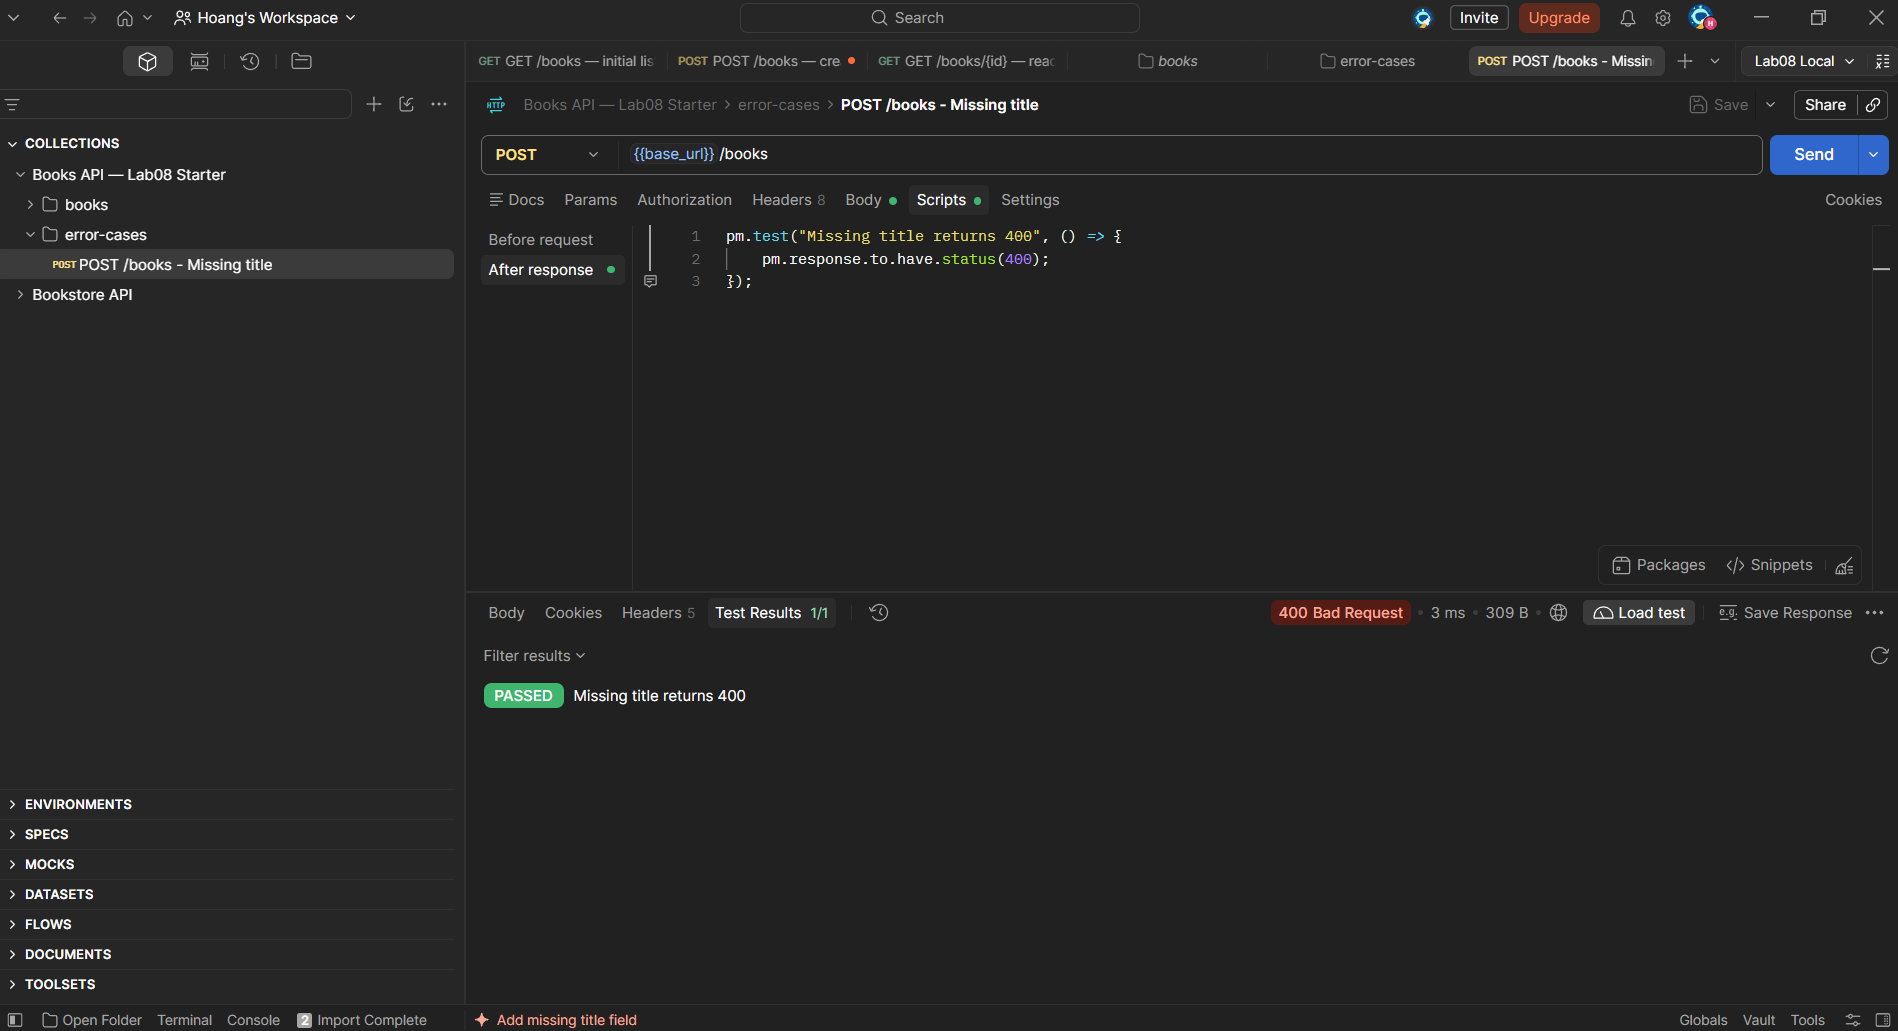 Hoang's Workspace
Search
Invite
Upgrade
H
GET GET /books — initial lis
POST POST /books — cre
GET GET /books/{id} — read
books
error-cases
POST POST /books - Missin
Lab08 Local
COLLECTIONS
Books API — Lab08 Starter
books
error-cases
POST POST /books - Missing title
Bookstore API
ENVIRONMENTS
SPECS
MOCKS
DATASETS
FLOWS
DOCUMENTS
TOOLSETS
HTTP Books API — Lab08 Starter > error-cases > POST /books - Missing title
Save
Share
POST
{{base_url}} /books
Send
Docs Params Authorization Headers 8 Body Scripts Settings
Cookies
Before request
After response
1 pm.test("Missing title returns 400", () => {
2 pm.response.to.have.status(400);
3 });
Packages </> Snippets
Body Cookies Headers 5 Test Results 1/1
400 Bad Request • 3 ms • 309 B •
Load test
e.g. Save Response
Filter results
PASSED Missing title returns 400
Open Folder Terminal Console 2 Import Complete
Add missing title field
Globals Vault Tools